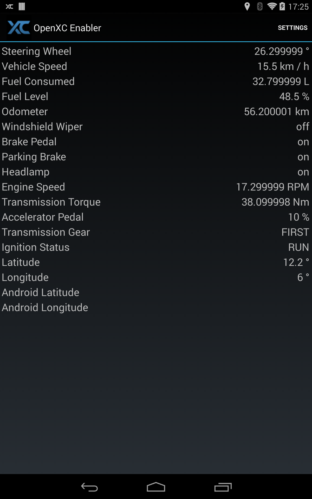 XC 17:25
XC OpenXC Enabler SETTINGS
Steering Wheel 26.299999 °
Vehicle Speed 15.5 km / h
Fuel Consumed 32.799999 L
Fuel Level 48.5 %
Odometer 56.200001 km
Windshield Wiper off
Brake Pedal on
Parking Brake on
Headlamp on
Engine Speed 17.299999 RPM
Transmission Torque 38.099998 Nm
Accelerator Pedal 10 %
Transmission Gear FIRST
Ignition Status RUN
Latitude 12.2 °
Longitude 6 °
Android Latitude
Android Longitude